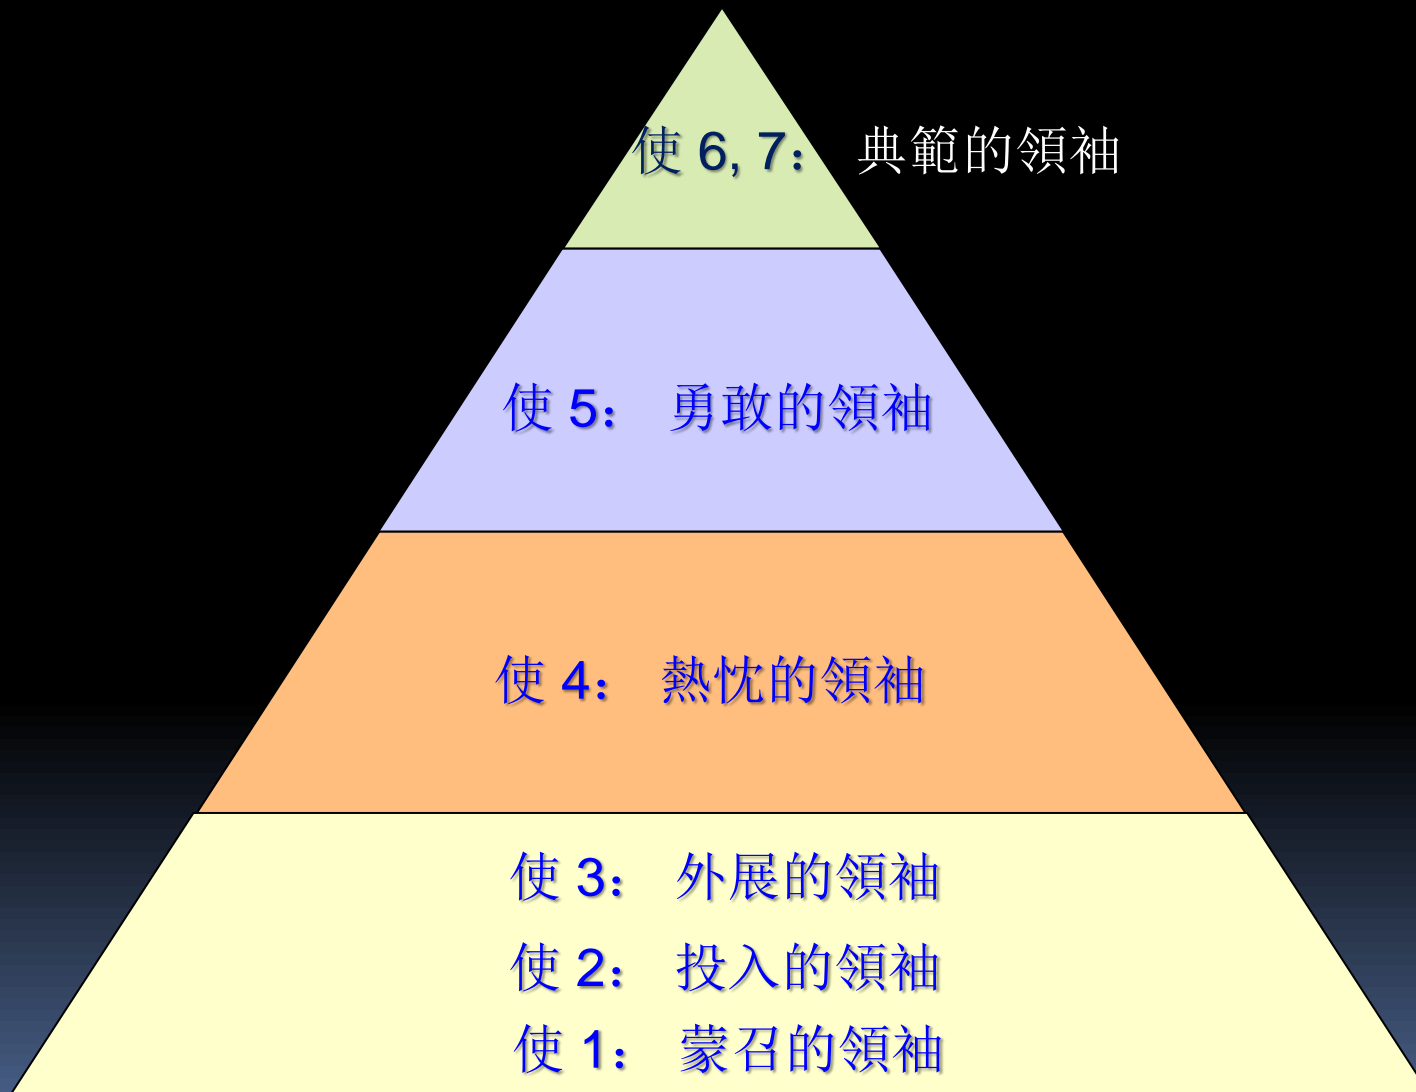 使 6, 7： 典範的領袖
使 5： 勇敢的領袖
使 4： 熱忱的領袖
使 3： 外展的領袖
使 2： 投入的領袖
使 1： 蒙召的領袖